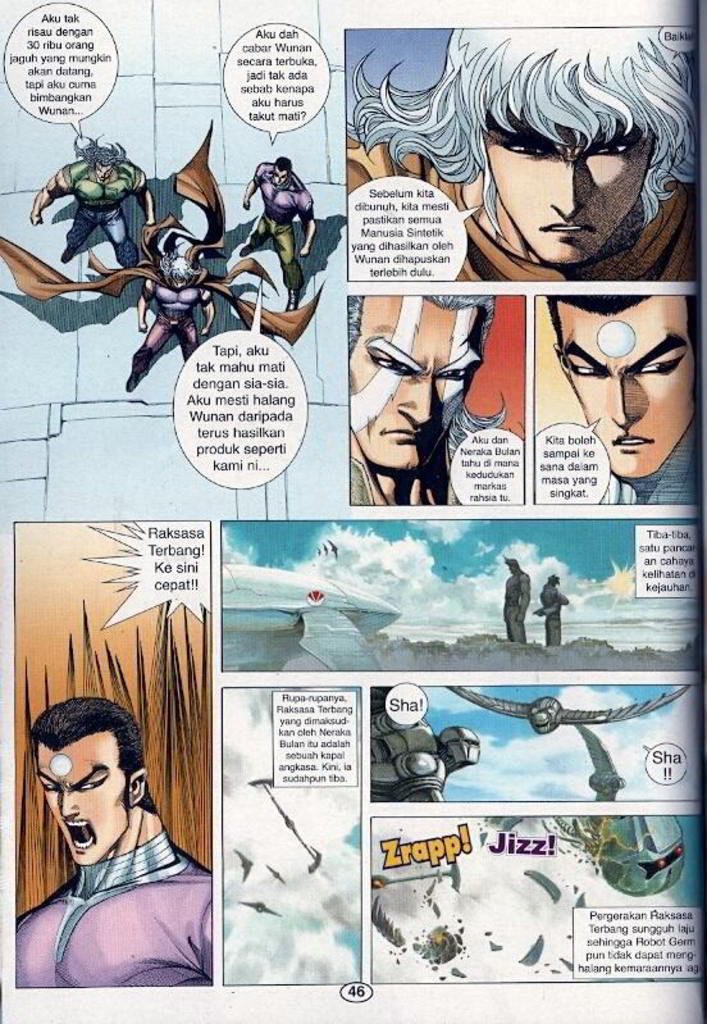 Aku tak
risau dengan
30 ribu orang
jaguh yang mungkin
akan datang,
tapi aku cuma
bimbangkan
Wunan...
Aku dah
cabar Wunan
secara terbuka,
jadi tak ada
sebab kenapa
aku harus
takut mati?
Tapi, aku
tak mahu mati
dengan sia-sia.
Aku mesti halang
Wunan daripada
terus hasilkan
produk seperti
kami ni...
Sebelum kita
dibunuh, kita mesti
pastikan semua
Manusia Sintetik
yang dihasilkan oleh
Wunan dihapuskan
terlebih dulu.
Aku dan
Neraka Bulan
tahu di mana
kedudukan
markas
rahsia tu.
Kita boleh
sampai ke
sana dalam
masa yang
singkat.
Raksasa
Terbang!
Ke sini
cepat!!
Tiba-tiba,
satu
an cahaya
kelihatan
kejauhan.
Rupa-rupanya,
Raksasa Terbang
yang dimaksud-
kan oleh Neraka
Bulan itu adalah
sebuah kapal
angkasa. Kini, ia
sudahpun tiba.
Sha!
Sha
!!
Zrapp! Jizz!
Pergerakan Raksasa
Terbang sungguh laju
sehingga Robot Germ
pun tidak dapat meng-
halang kemaraannya
46